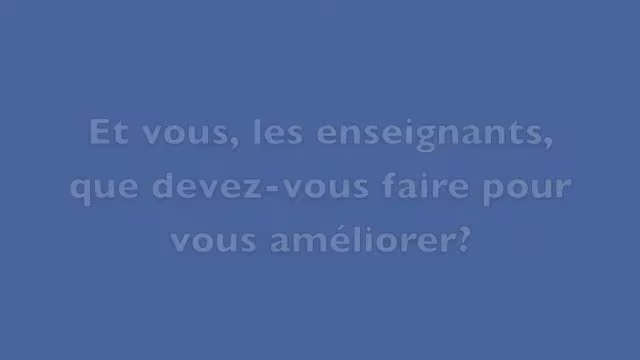 Et vous, les enseignants,
que devez-vous faire pour
vous améliorer?